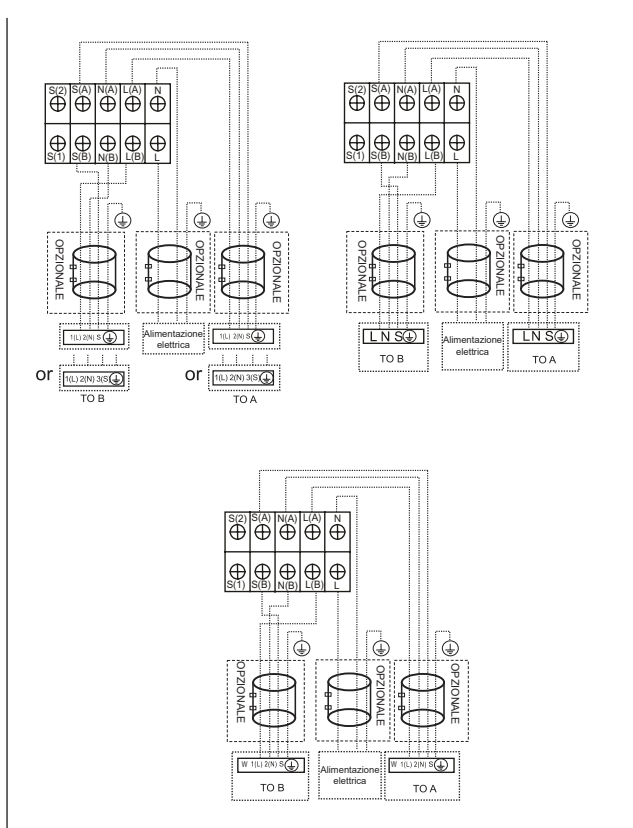 S(2) S(A) N(A) L(A) N
S(1) S(B) N(B) L(B) L
OPZIONALE
OPZIONALE
OPZIONALE
1(L) 2(N) S
Alimentazione
elettrica
1(L) 2(N) S
or
1(L) 2(N) 3(S)
or
1(L) 2(N) 3(S)
TO B
TO A
S(2) S(A) N(A) L(A) N
S(1) S(B) N(B) L(B) L
OPZIONALE
OPZIONALE
OPZIONALE
L N S
TO B
Alimentazione
elettrica
L N S
TO A
S(2) S(A) N(A) L(A) N
S(1) S(B) N(B) L(B) L
OPZIONALE
OPZIONALE
OPZIONALE
W 1(L) 2(N) S
TO B
Alimentazione
elettrica
W 1(L) 2(N) S
TO A